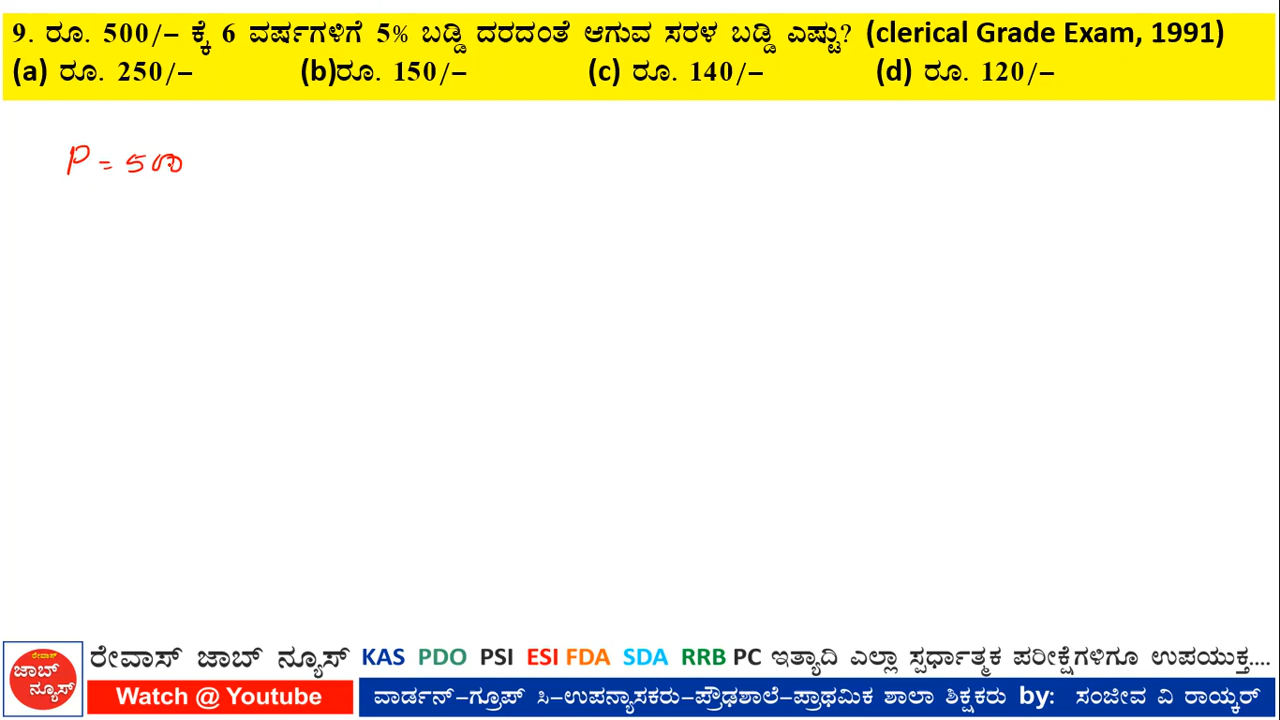 9. ರೂ. 500/– ಕ್ಕೆ 6 ವರ್ಷಗಳಿಗೆ 5% ಬಡ್ಡಿ ದರದಂತೆ ಆಗುವ ಸರಳ ಬಡ್ಡಿ ಎಷ್ಟು? (clerical Grade Exam, 1991)
(a) ರೂ. 250/– (b)ರೂ. 150/– (c) ರೂ. 140/– (d) ರೂ. 120/–
P = 500
ರೇವಾಸ್ ಜಾಬ್ ನ್ಯೂಸ್
ರೇವಾಸ್ ಜಾಬ್ ನ್ಯೂಸ್ KAS PDO PSI ESI FDA SDA RRB PC ಇತ್ಯಾದಿ ಎಲ್ಲಾ ಸ್ಪರ್ಧಾತ್ಮಕ ಪರೀಕ್ಷೆಗಳಿಗೂ ಉಪಯುಕ್ತ....
Watch @ Youtube ವಾರ್ಡನ್–ಗ್ರೂಪ್ ಸಿ–ಉಪನ್ಯಾಸಕರು–ಪ್ರೌಢಶಾಲೆ–ಪ್ರಾಥಮಿಕ ಶಾಲಾ ಶಿಕ್ಷಕರು by: ಸಂಜೀವ ವಿ ರಾಯ್ಕರ್